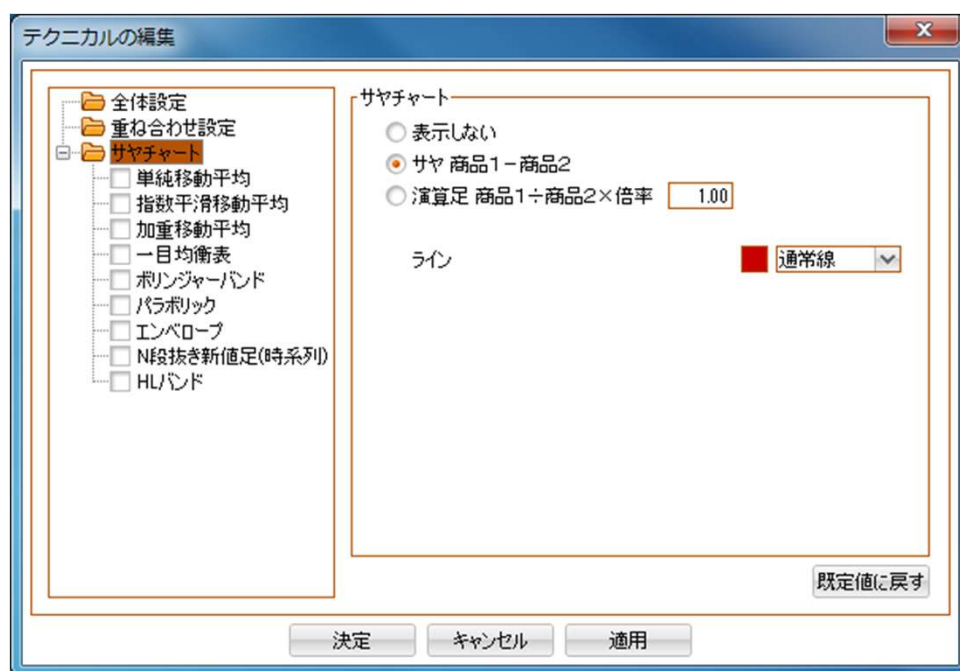 テクニカルの編集
全体設定
重ね合わせ設定
サヤチャート
単純移動平均
指数平滑移動平均
加重移動平均
一目均衡表
ボリンジャーバンド
パラボリック
エンベロープ
N段抜き新値足(時系列)
HLバンド
サヤチャート
表示しない
サヤ 商品1-商品2
演算足 商品1÷商品2×倍率 1.00
ライン 通常線
既定値に戻す
決定 キャンセル 適用